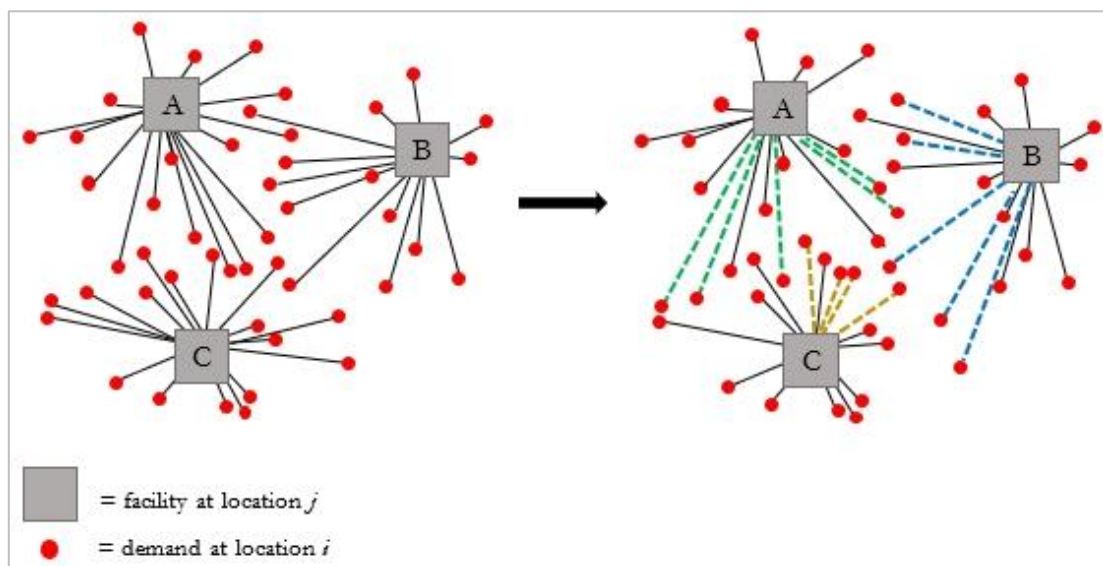 A
B
C
A
B
C
= facility at location j
= demand at location i